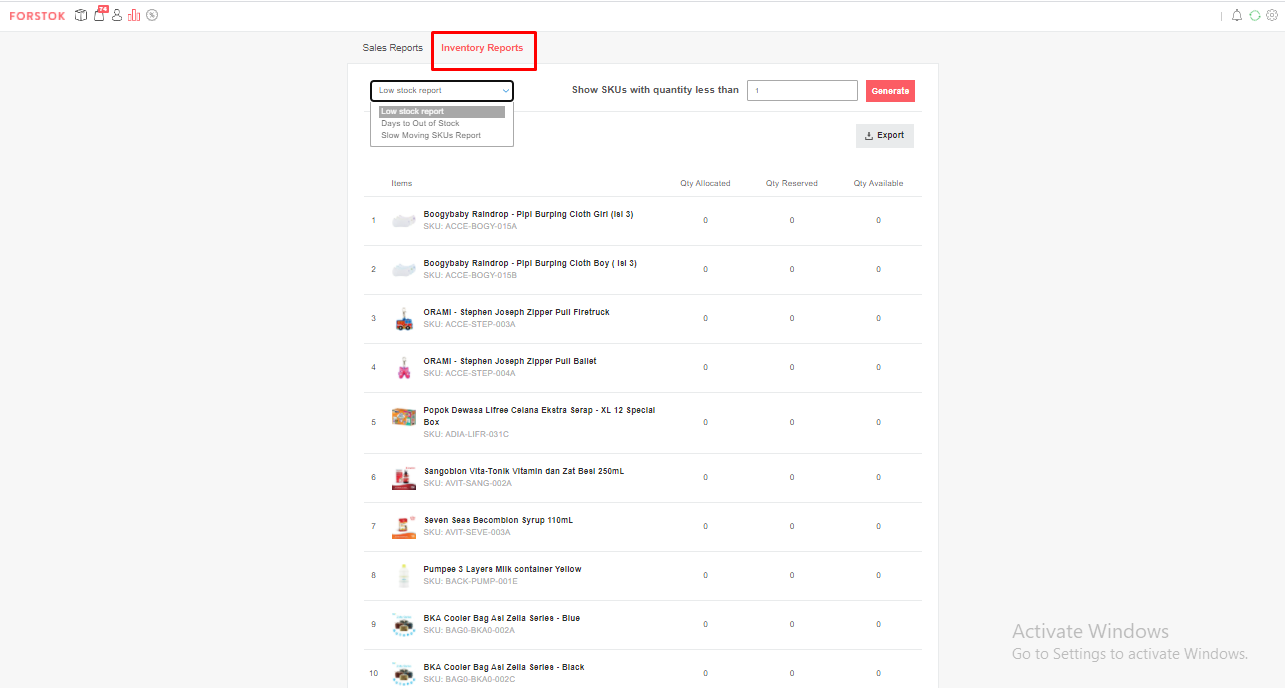 FORSTOK
74
Sales Reports
Inventory Reports
Low stock report
Show SKUs with quantity less than
1
Generate
Low stock report
Days to Out of Stock
Slow Moving SKUs Report
Export
Items
Qty Allocated
Qty Reserved
Qty Available
1
Boogybaby Raindrop - Pipi Burping Cloth Girl (Isi 3)
SKU: ACCE-BOGY-015A
0
0
0
2
Boogybaby Raindrop - Pipi Burping Cloth Boy ( Isi 3)
SKU: ACCE-BOGY-015B
0
0
0
3
ORAMI - Stephen Joseph Zipper Pull Firetruck
SKU: ACCE-STEP-003A
0
0
0
4
ORAMI - Stephen Joseph Zipper Pull Ballet
SKU: ACCE-STEP-004A
0
0
0
5
Popok Dewasa Lifree Celana Ekstra Serap - XL 12 Special
Box
SKU: ADIA-LIFR-031C
0
0
0
6
Sangobion Vita-Tonik Vitamin dan Zat Besi 250mL
SKU: AVIT-SANG-002A
0
0
0
7
Seven Seas Becombion Syrup 110mL
SKU: AVIT-SEVE-003A
0
0
0
8
Pumpee 3 Layers Milk container Yellow
SKU: BACK-PUMP-001E
0
0
0
9
BKA Cooler Bag Asi Zella Series - Blue
SKU: BAG0-BKA0-002A
0
0
0
10
BKA Cooler Bag Asi Zella Series - Black
SKU: BAG0-BKA0-002C
0
0
0
Activate Windows
Go to Settings to activate Windows.